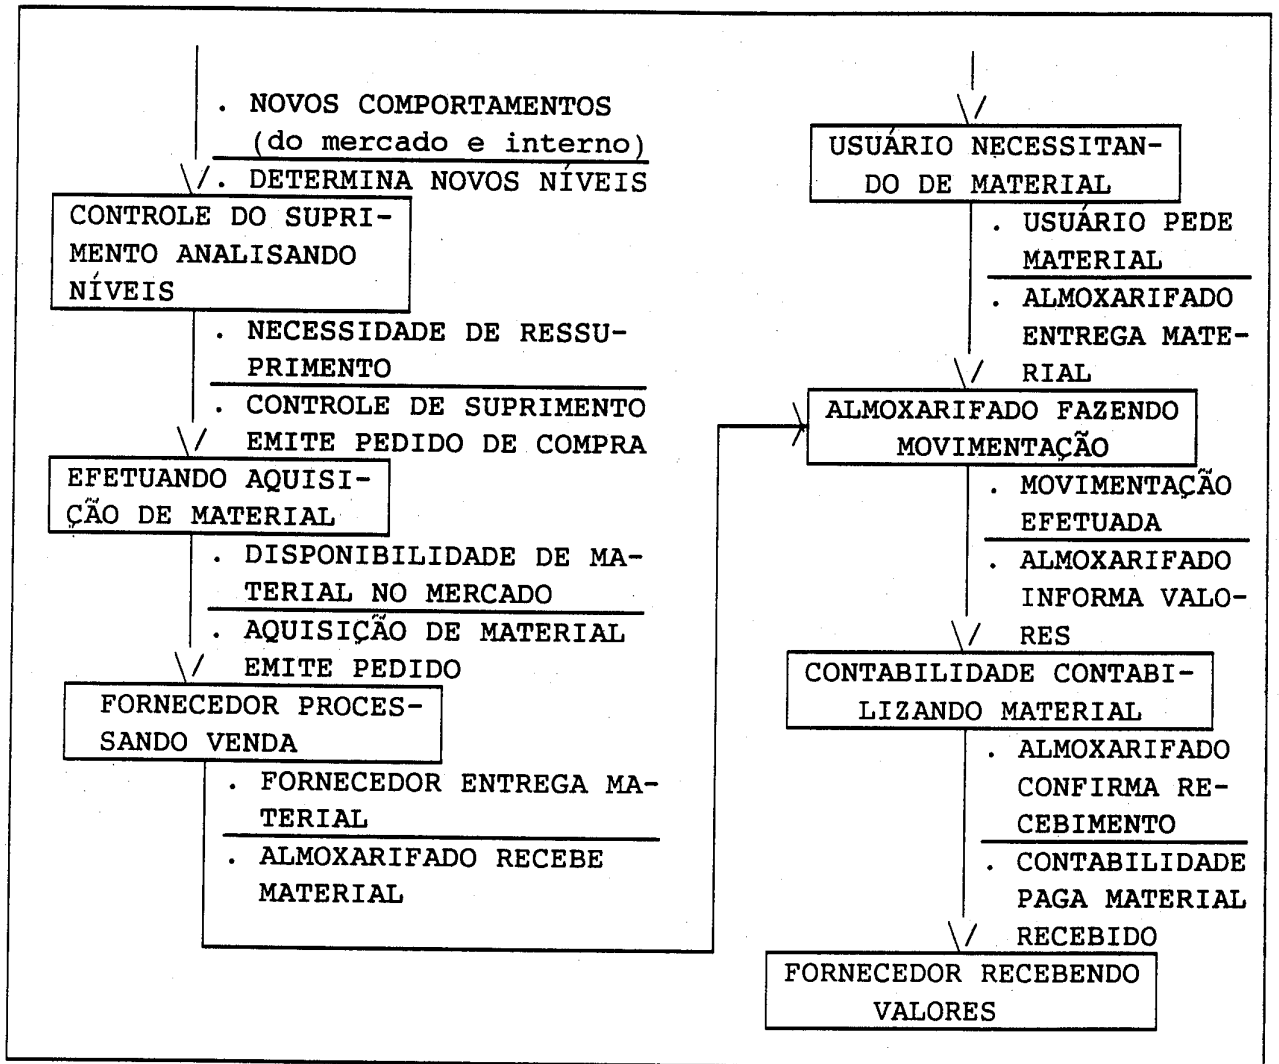 . NOVOS COMPORTAMENTOS
(do mercado e interno)
. DETERMINA NOVOS NÍVEIS
CONTROLE DO SUPRI-
MENTO ANALISANDO
NÍVEIS
. NECESSIDADE DE RESSU-
PRIMENTO
. CONTROLE DE SUPRIMENTO
EMITE PEDIDO DE COMPRA
EFETUANDO AQUISI-
ÇÃO DE MATERIAL
. DISPONIBILIDADE DE MA-
TERIAL NO MERCADO
. AQUISIÇÃO DE MATERIAL
EMITE PEDIDO
FORNECEDOR PROCES-
SANDO VENDA
. FORNECEDOR ENTREGA MA-
TERIAL
. ALMOXARIFADO RECEBE
MATERIAL
USUÁRIO NECESSITAN-
DO DE MATERIAL
. USUÁRIO PEDE
MATERIAL
. ALMOXARIFADO
ENTREGA MATE-
RIAL
ALMOXARIFADO FAZENDO
MOVIMENTAÇÃO
. MOVIMENTAÇÃO
EFETUADA
. ALMOXARIFADO
INFORMA VALO-
RES
CONTABILIDADE CONTABI-
LIZANDO MATERIAL
. ALMOXARIFADO
CONFIRMA RE-
CEBIMENTO
. CONTABILIDADE
PAGA MATERIAL
RECEBIDO
FORNECEDOR RECEBENDO
VALORES